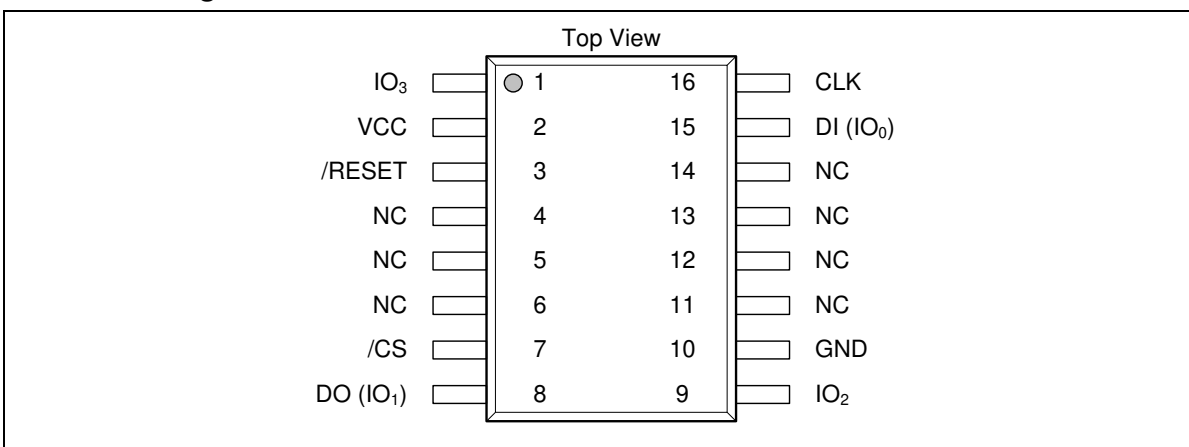 Top View
IO₃ 1 16 CLK
VCC 2 15 DI (IO₀)
/RESET 3 14 NC
NC 4 13 NC
NC 5 12 NC
NC 6 11 NC
/CS 7 10 GND
DO (IO₁) 8 9 IO₂